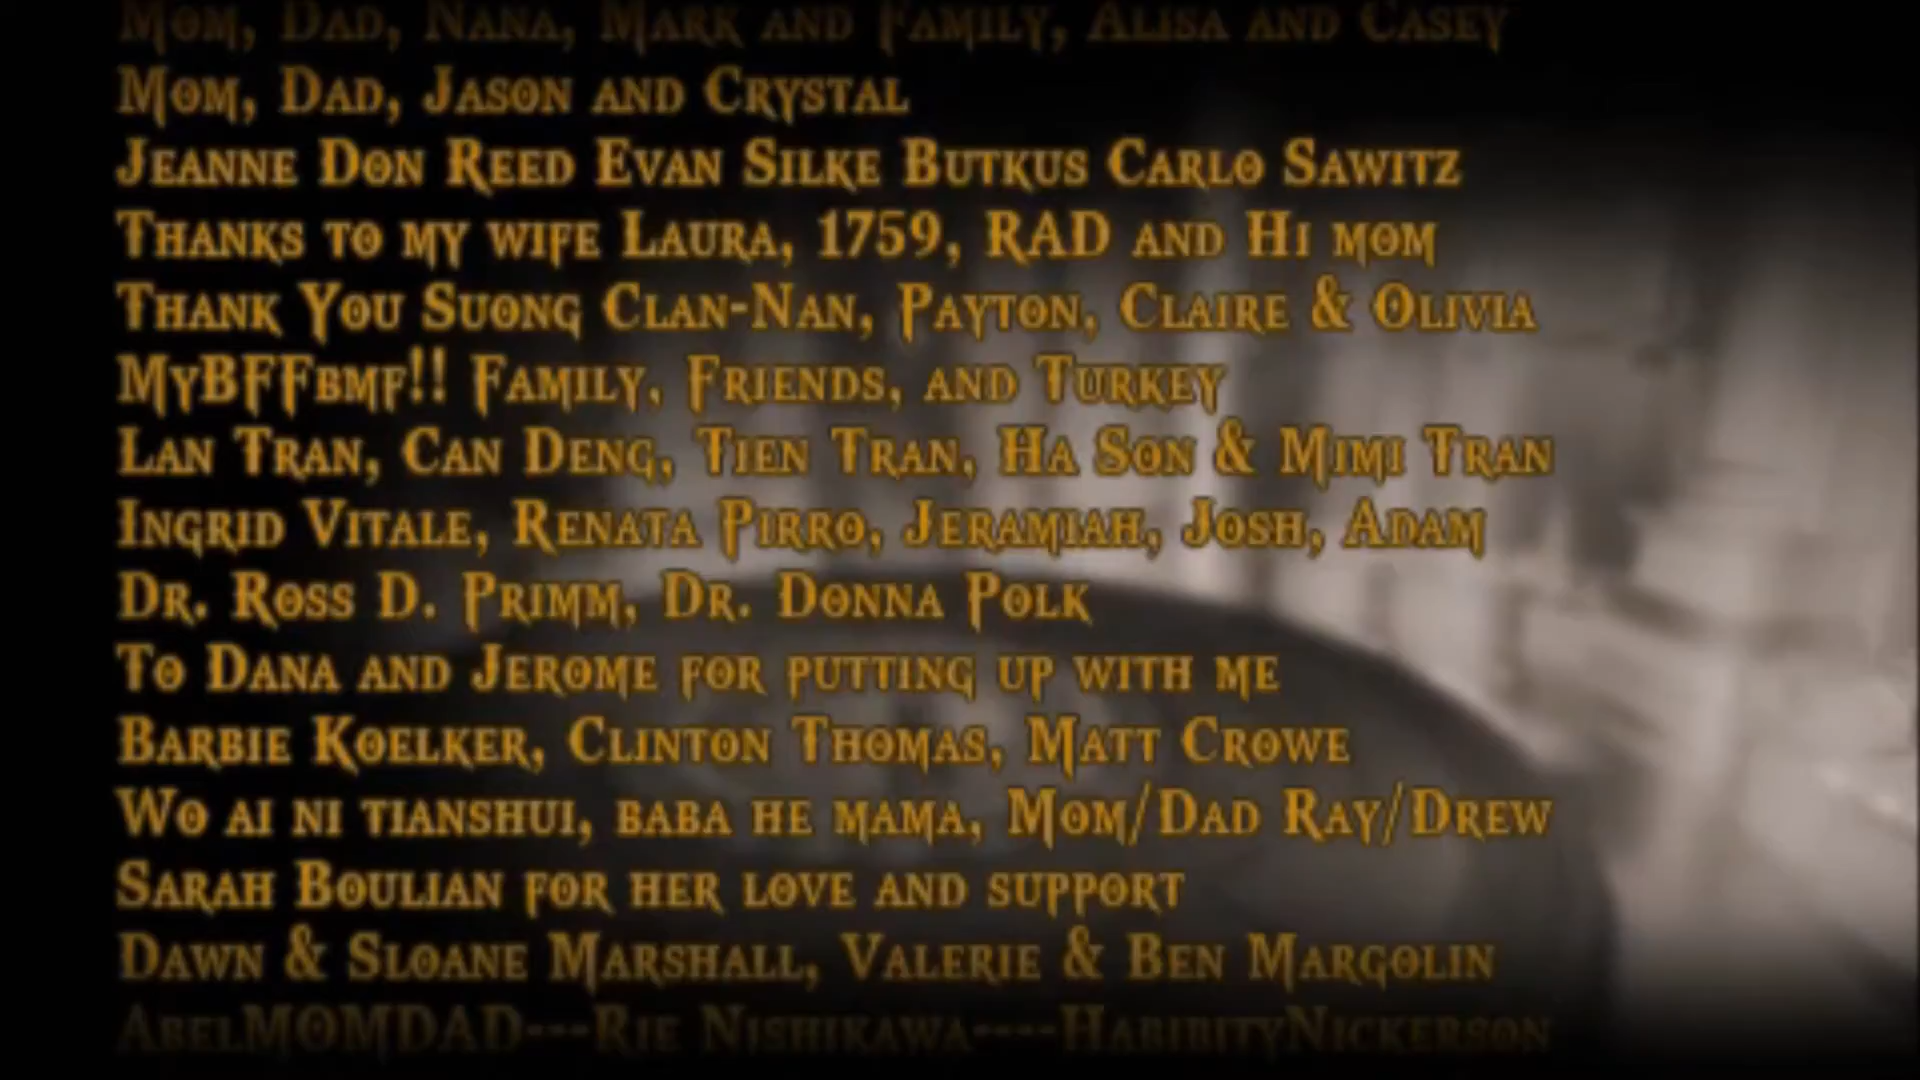 Mom, Dad, Nana, Mark and Family, Alisa and Casey
Mom, Dad, Jason and Crystal
Jeanne Don Reed Evan Silke Butkus Carlo Sawitz
Thanks to my wife Laura, 1759, RAD and Hi mom
Thank You Suong Clan-Nan, Payton, Claire & Olivia
MyBFFbmf!! Family, Friends, and Turkey
Lan Tran, Can Deng, Tien Tran, Ha Son & Mimi Tran
Ingrid Vitale, Renata Pirro, Jeramiah, Josh, Adam
Dr. Ross D. Primm, Dr. Donna Polk
To Dana and Jerome for putting up with me
Barbie Koelker, Clinton Thomas, Matt Crowe
Wo ai ni tianshui, baba he mama, Mom/Dad Ray/Drew
Sarah Boulian for her love and support
Dawn & Sloane Marshall, Valerie & Ben Margolin
AbelMOMDAD---Rie Nishikawa----HabibityNickerson